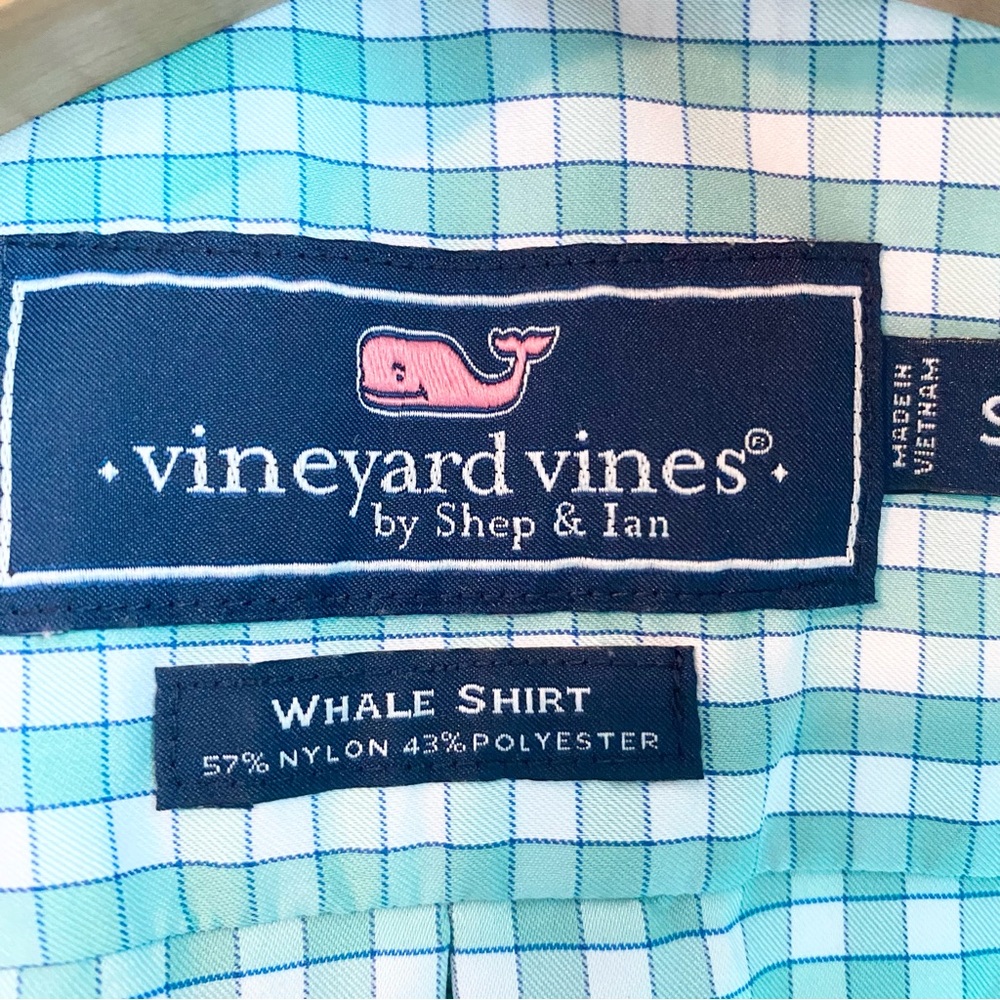 vineyard vines®
by Shep & Ian
MADE IN
VIETNAM
S
WHALE SHIRT
57% NYLON 43% POLYESTER